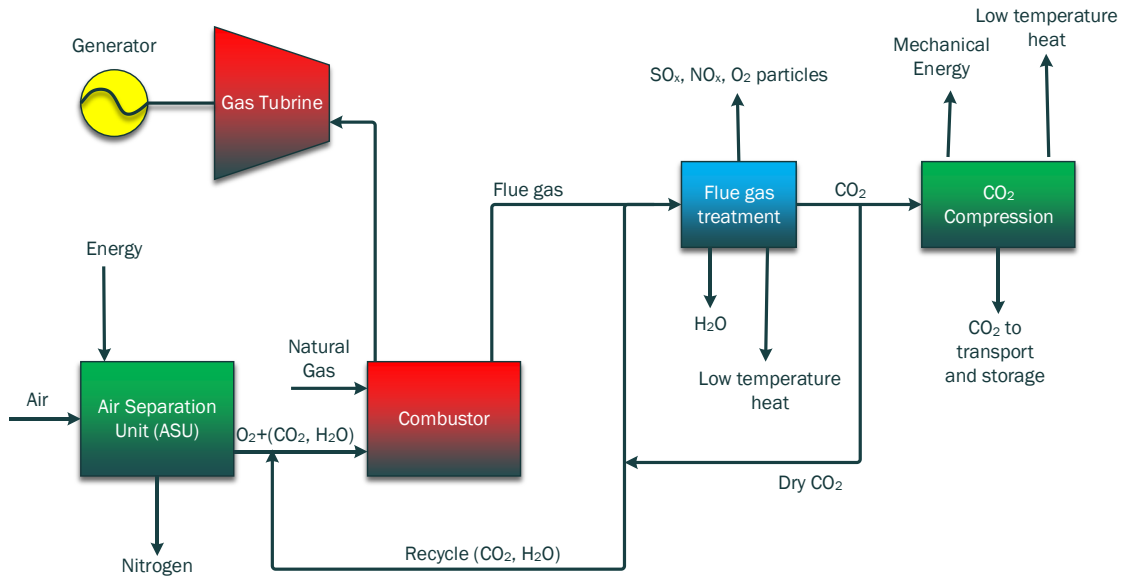 Generator
Gas Tubrine
SOₓ, NOₓ, O₂ particles
Mechanical
Energy
Low temperature
heat
Flue gas
Flue gas
treatment
CO₂
CO₂
Compression
Energy
H₂O
Low temperature
heat
CO₂ to
transport
and storage
Natural
Gas
Air
Air Separation
Unit (ASU)
O₂+(CO₂, H₂O)
Combustor
Dry CO₂
Recycle (CO₂, H₂O)
Nitrogen